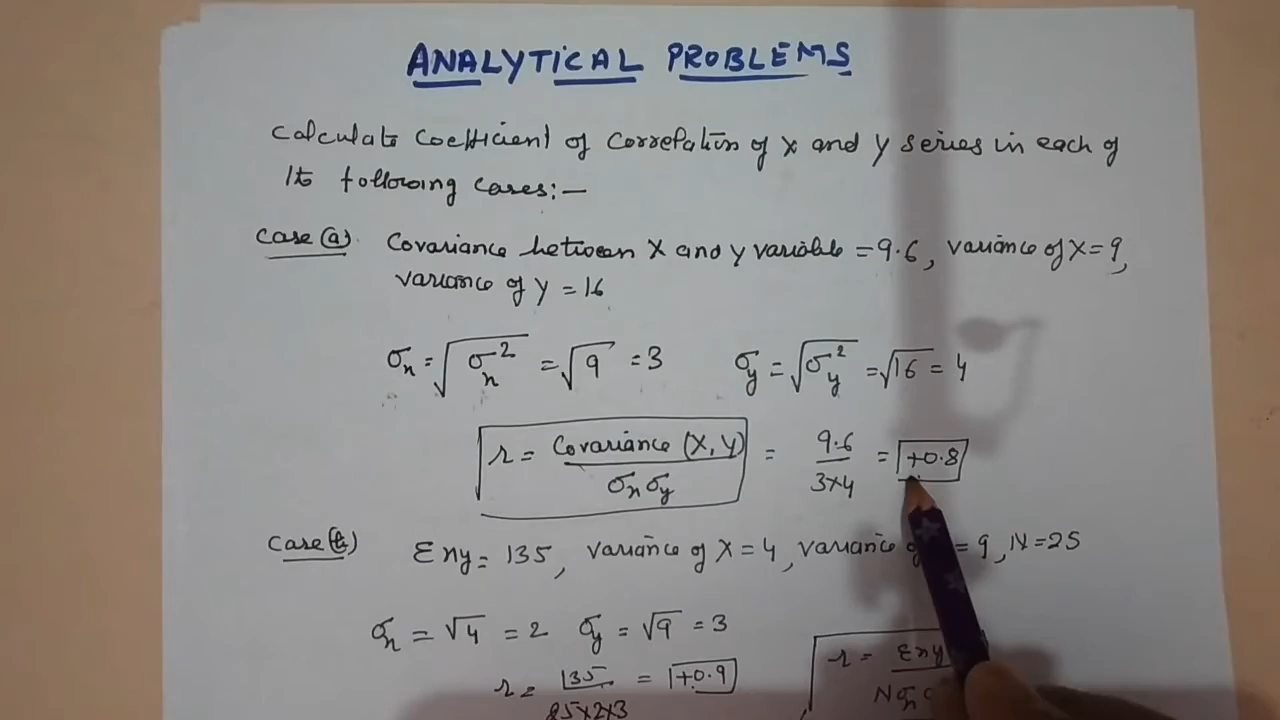 ANALYTICAL PROBLEMS
Calculate Coefficient of Correlation of X and Y series in each of
its following cases:—
Case (a) Covariance between X and Y variable = 9.6, variance of X = 9,
variance of Y = 16
σx = √σx² = √9 = 3 σy = √σy² = √16 = 4
r = Covariance (X, Y) / σx σy = 9.6 / 3×4 = +0.8
Case (b) Σxy = 135, variance of X = 4, variance = 9, N = 25
σx = √4 = 2 σy = √9 = 3
r = 135 / 25×2×3 = +0.9 r = Σxy / Nσx